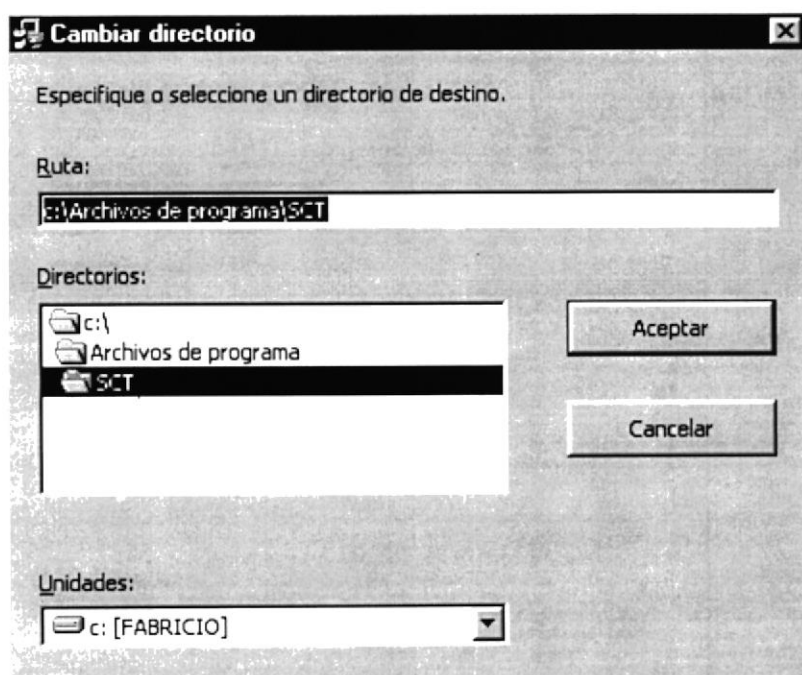 Cambiar directorio
Especifique o seleccione un directorio de destino.
Ruta:
c:\Archivos de programa\SCT
Directorios:
c:\
Archivos de programa
SCT
Aceptar
Cancelar
Unidades:
c: [FABRICIO]